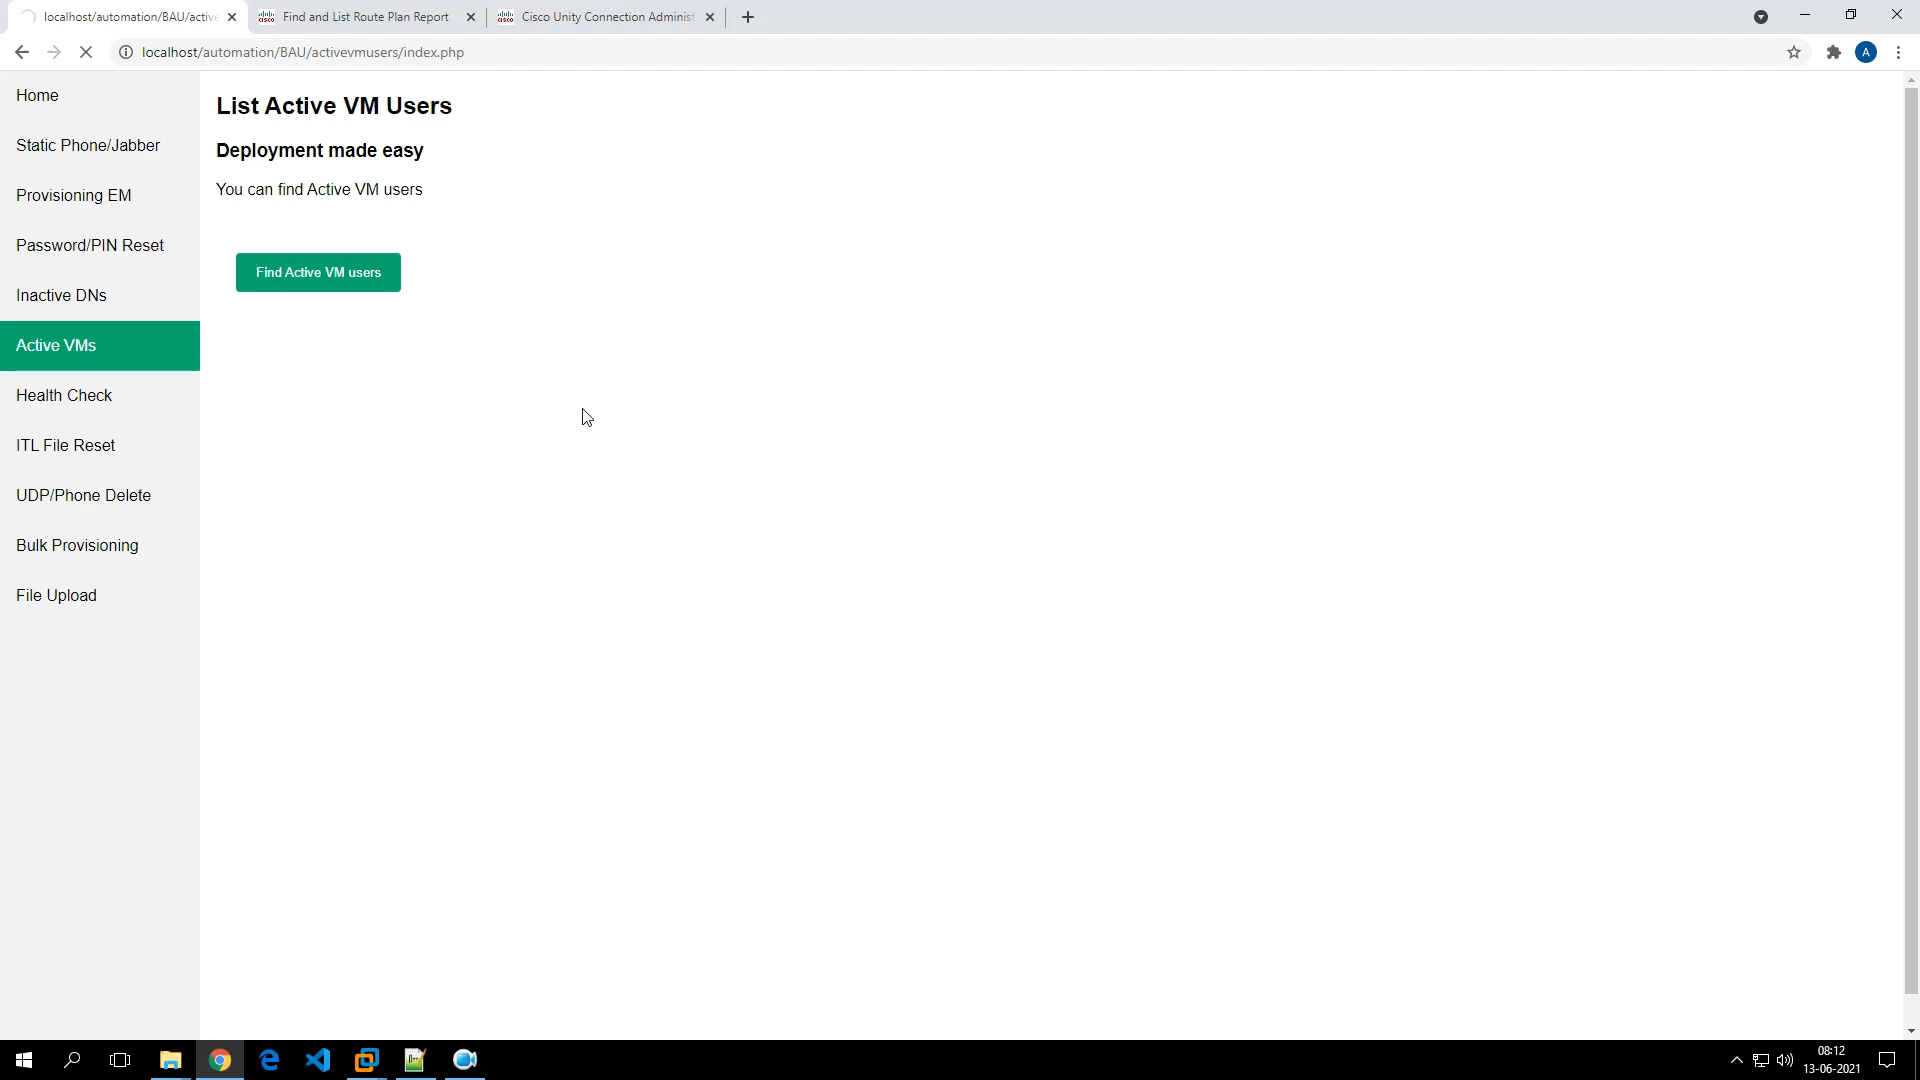 localhost/automation/BAU/active
Find and List Route Plan Report
Cisco Unity Connection Administ
localhost/automation/BAU/activevmusers/index.php
A
Home
Static Phone/Jabber
Provisioning EM
Password/PIN Reset
Inactive DNs
Active VMs
Health Check
ITL File Reset
UDP/Phone Delete
Bulk Provisioning
File Upload
List Active VM Users
Deployment made easy
You can find Active VM users
Find Active VM users
08:12
13-06-2021